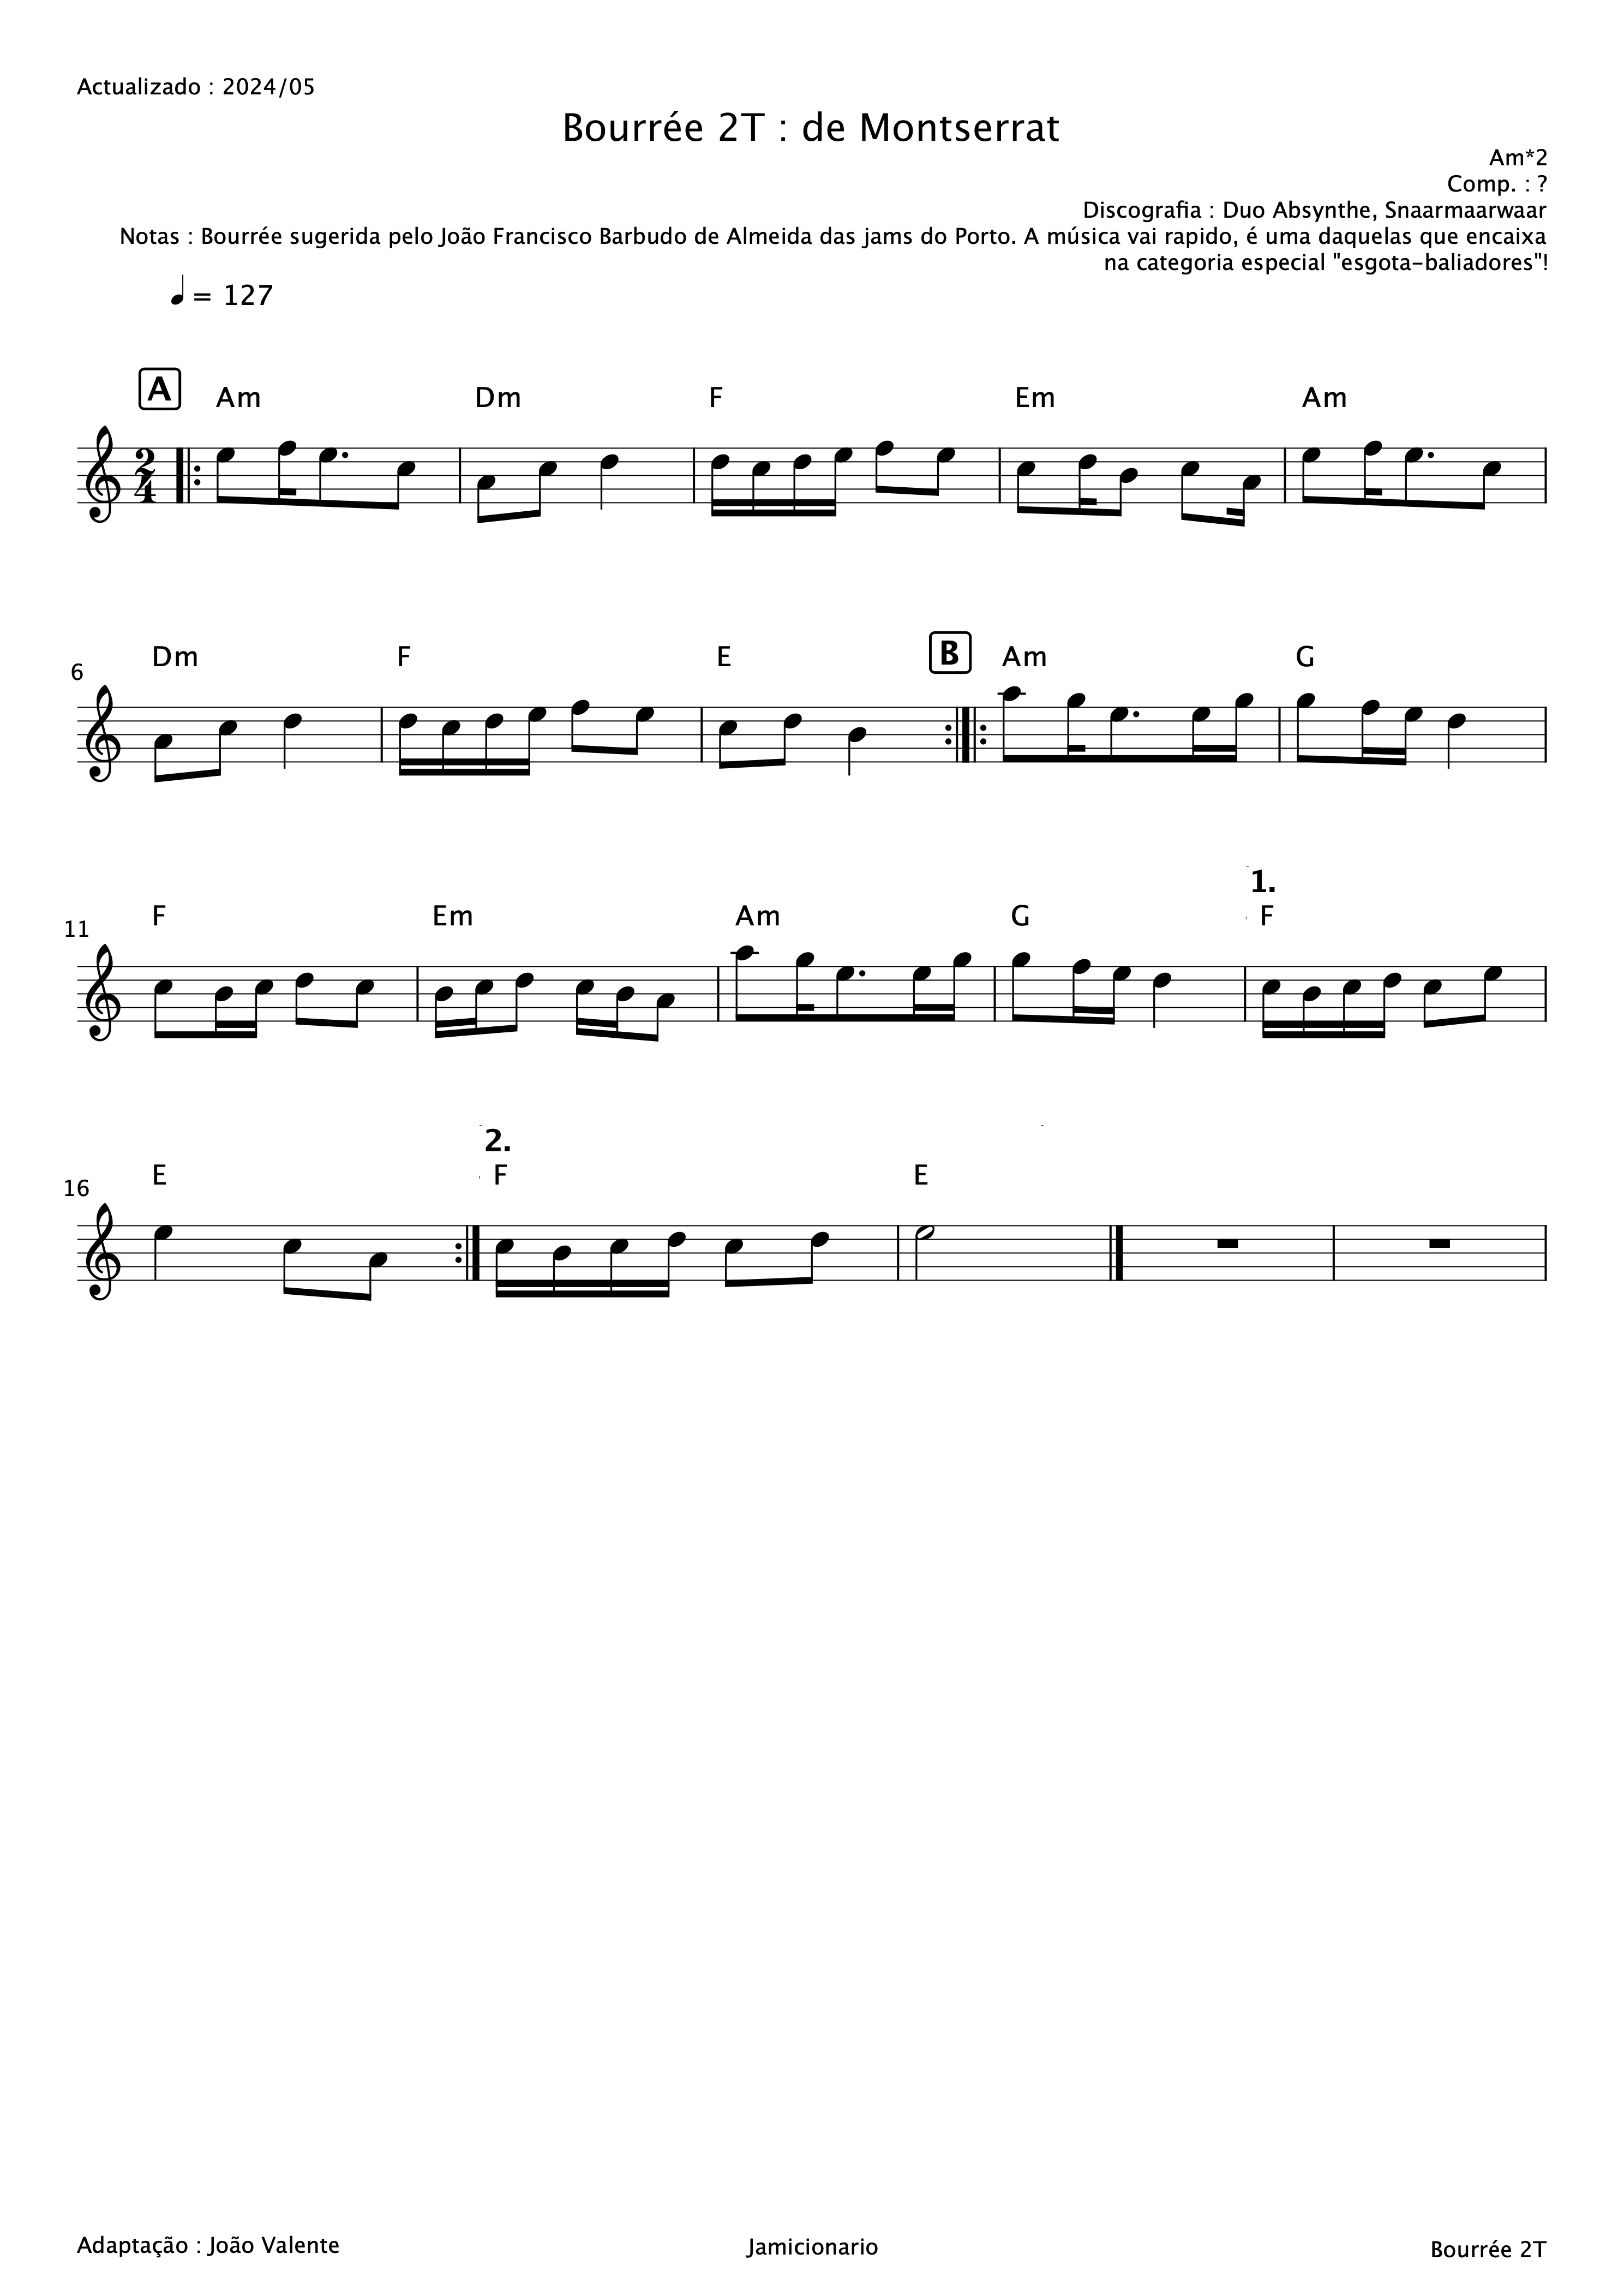 Actualizado : 2024/05
Bourrée 2T : de Montserrat
Am*2
Comp. : ?
Discografia : Duo Absynthe, Snaarmaarwaar
Notas : Bourrée sugerida pelo João Francisco Barbudo de Almeida das jams do Porto. A música vai rapido, é uma daquelas que encaixa
na categoria especial "esgota-baliadores"!
= 127
A Am Dm F Em Am
2
4
Dm F E B Am G
6
1.
F Em Am G F
11
2.
E F E
16
Adaptação : João Valente
Jamicionario
Bourrée 2T